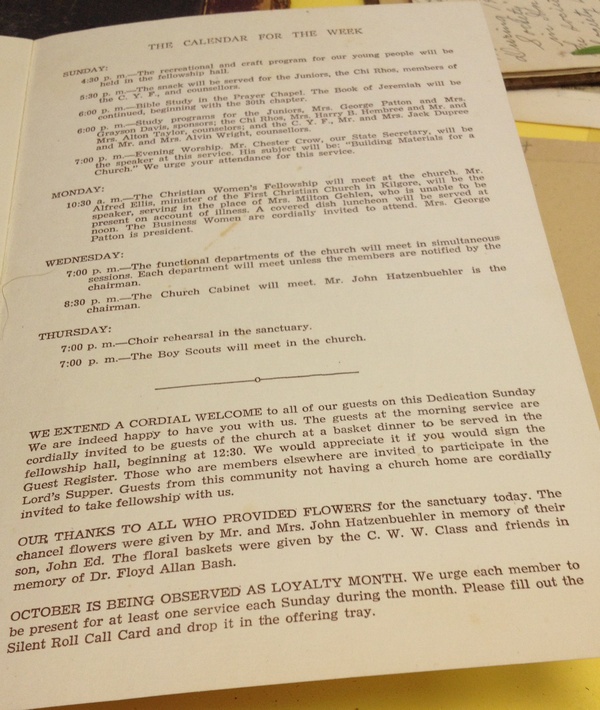 THE CALENDAR FOR THE WEEK
SUNDAY:
4:30 p. m.—The recreational and craft program for our young people will be
held in the fellowship hall.
5:30 p. m.—The snack will be served for the Juniors, the Chi Rhos, members of
the C. Y. F., and counsellors.
6:00 p. m.—Bible Study in the Prayer Chapel. The Book of Jeremiah will be
continued, beginning with the 30th chapter.
6:00 p. m.—Study programs for the Juniors, Mrs. George Patton and Mrs.
Grayson Davis, sponsors; the Chi Rhos, Mrs. Harry B. Hembree and Mr. and
Mrs. Alton Taylor, counselors; and the C. Y. F., Mr. and Mrs. Jack Dupree
and Mr. and Mrs. Alvin Wright, counsellors.
7:00 p. m.—Evening Worship. Mr. Chester Crow, our State Secretary, will be
the speaker at this service. His subject will be: "Building Materials for a
Church." We urge your attendance for this service.
MONDAY:
10:30 a. m.—The Christian Women's Fellowship will meet at the church. Mr.
Alfred Ellis, minister of the First Christian Church in Kilgore, will be the
speaker, serving in the place of Mrs. Milton Gehlen, who is unable to be
present on account of illness. A covered dish luncheon will be served at
noon. The Business Women are cordially invited to attend. Mrs. George
Patton is president.
WEDNESDAY:
7:00 p. m.—The functional departments of the church will meet in simultaneous
sessions. Each department will meet unless the members are notified by the
chairman.
8:30 p. m.—The Church Cabinet will meet. Mr. John Hatzenbuehler is the
chairman.
THURSDAY:
7:00 p. m.—Choir rehearsal in the sanctuary.
7:00 p. m.—The Boy Scouts will meet in the church.
WE EXTEND A CORDIAL WELCOME to all of our guests on this Dedication Sunday
We are indeed happy to have you with us. The guests at the morning service are
cordially invited to be guests of the church at a basket dinner to be served in the
fellowship hall, beginning at 12:30. We would appreciate it if you would sign the
Guest Register. Those who are members elsewhere are invited to participate in the
Lord's Supper. Guests from this community not having a church home are cordially
invited to take fellowship with us.
OUR THANKS TO ALL WHO PROVIDED FLOWERS for the sanctuary today. The
chancel flowers were given by Mr. and Mrs. John Hatzenbuehler in memory of their
son, John Ed. The floral baskets were given by the C. W. W. Class and friends in
memory of Dr. Floyd Allan Bash.
OCTOBER IS BEING OBSERVED AS LOYALTY MONTH. We urge each member to
be present for at least one service each Sunday during the month. Please fill out the
Silent Roll Call Card and drop it in the offering tray.